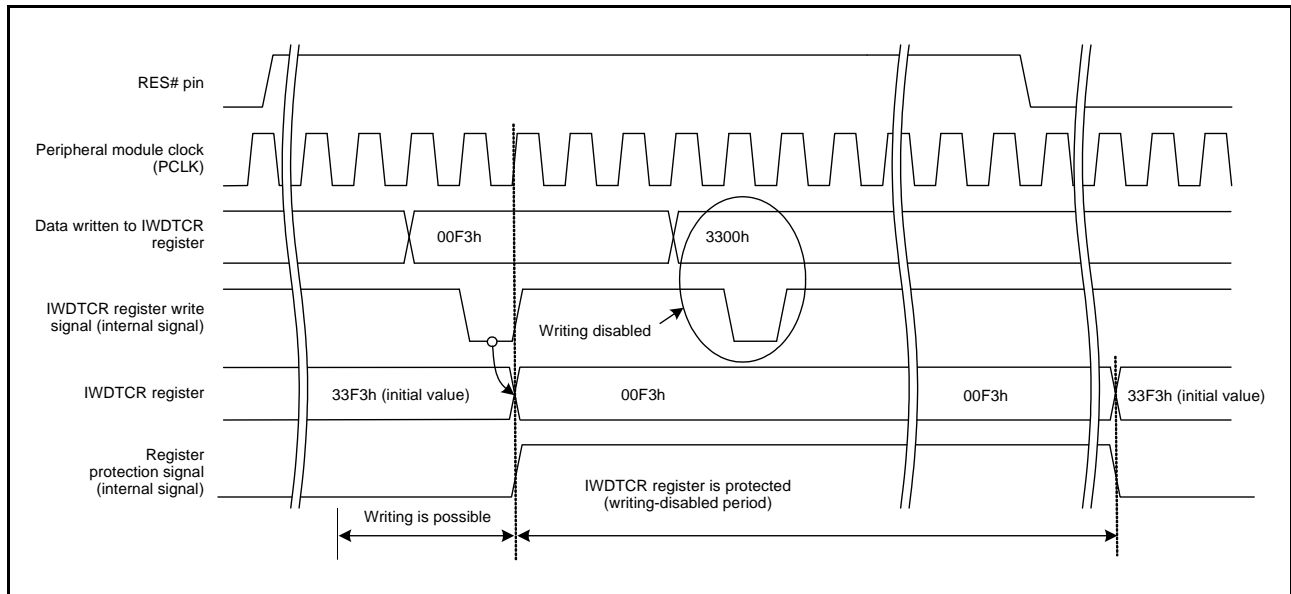 RES# pin
Peripheral module clock
(PCLK)
Data written to IWDTCR
register
00F3h
3300h
IWDTCR register write
signal (internal signal)
Writing disabled
IWDTCR register
33F3h (initial value)
00F3h
00F3h
33F3h (initial value)
Register
protection signal
(internal signal)
IWDTCR register is protected
(writing-disabled period)
Writing is possible